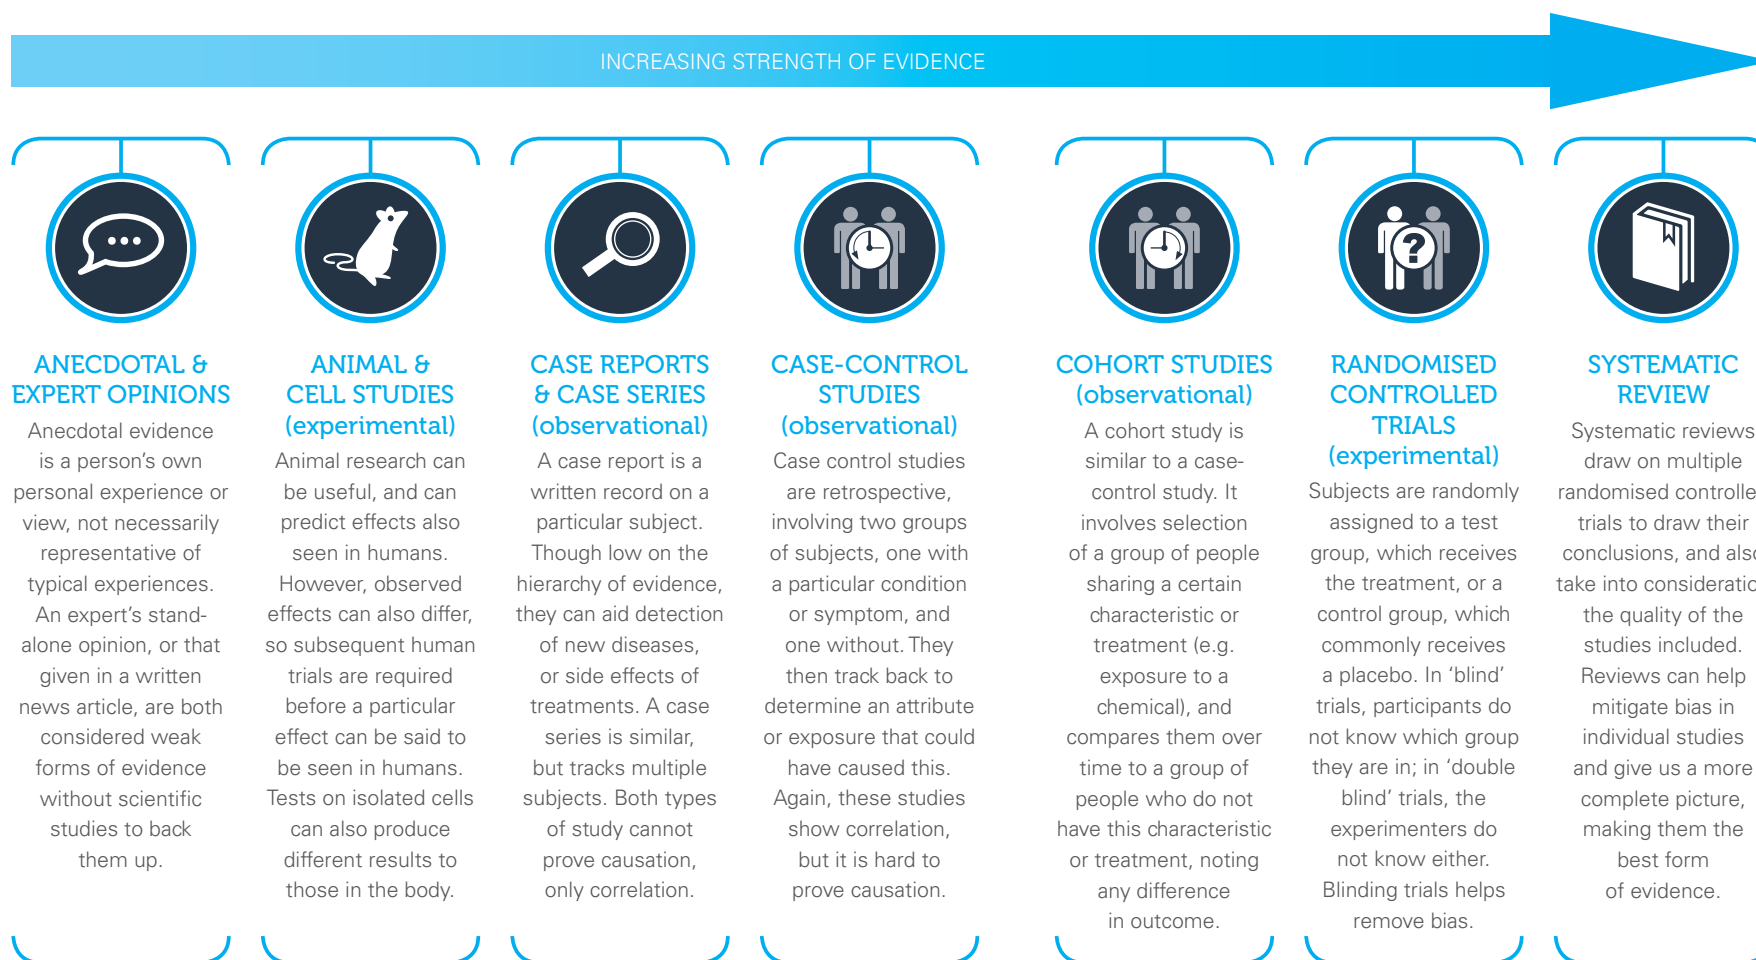 INCREASING STRENGTH OF EVIDENCE
ANECDOTAL &
EXPERT OPINIONS
Anecdotal evidence
is a person's own
personal experience or
view, not necessarily
representative of
typical experiences.
An expert's stand-
alone opinion, or that
given in a written
news article, are both
considered weak
forms of evidence
without scientific
studies to back
them up.
ANIMAL &
CELL STUDIES
(experimental)
Animal research can
be useful, and can
predict effects also
seen in humans.
However, observed
effects can also differ,
so subsequent human
trials are required
before a particular
effect can be said to
be seen in humans.
Tests on isolated cells
can also produce
different results to
those in the body.
CASE REPORTS
& CASE SERIES
(observational)
A case report is a
written record on a
particular subject.
Though low on the
hierarchy of evidence,
they can aid detection
of new diseases,
or side effects of
treatments. A case
series is similar,
but tracks multiple
subjects. Both types
of study cannot
prove causation,
only correlation.
CASE-CONTROL
STUDIES
(observational)
Case control studies
are retrospective,
involving two groups
of subjects, one with
a particular condition
or symptom, and
one without. They
then track back to
determine an attribute
or exposure that could
have caused this.
Again, these studies
show correlation,
but it is hard to
prove causation.
COHORT STUDIES
(observational)
A cohort study is
similar to a case-
control study. It
involves selection
of a group of people
sharing a certain
characteristic or
treatment (e.g.
exposure to a
chemical), and
compares them over
time to a group of
people who do not
have this characteristic
or treatment, noting
any difference
in outcome.
RANDOMISED
CONTROLLED
TRIALS
(experimental)
Subjects are randomly
assigned to a test
group, which receives
the treatment, or a
control group, which
commonly receives
a placebo. In 'blind'
trials, participants do
not know which group
they are in; in 'double
blind' trials, the
experimenters do
not know either.
Blinding trials helps
remove bias.
SYSTEMATIC
REVIEW
Systematic reviews
draw on multiple
randomised controlle
trials to draw their
conclusions, and also
take into consideratio
the quality of the
studies included.
Reviews can help
mitigate bias in
individual studies
and give us a more
complete picture,
making them the
best form
of evidence.